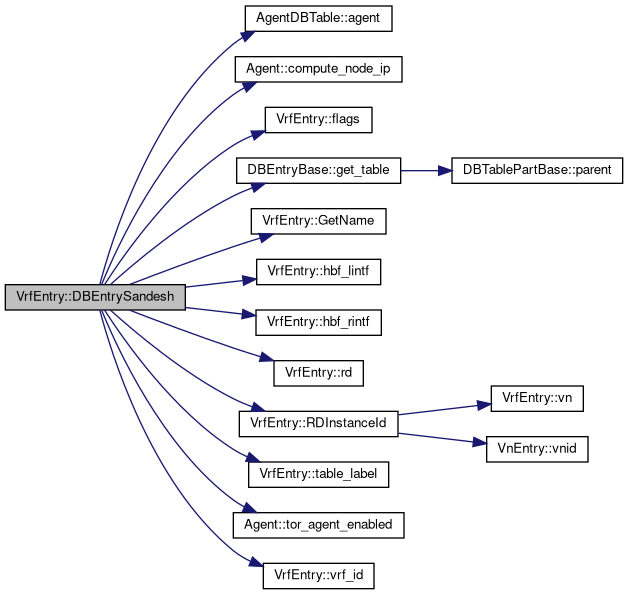 AgentDBTable::agent
Agent::compute_node_ip
VrfEntry::flags
DBEntryBase::get_table
DBTablePartBase::parent
VrfEntry::GetName
VrfEntry::hbf_lintf
VrfEntry::DBEntrySandesh
VrfEntry::hbf_rintf
VrfEntry::rd
VrfEntry::vn
VrfEntry::RDInstanceId
VnEntry::vnid
VrfEntry::table_label
Agent::tor_agent_enabled
VrfEntry::vrf_id